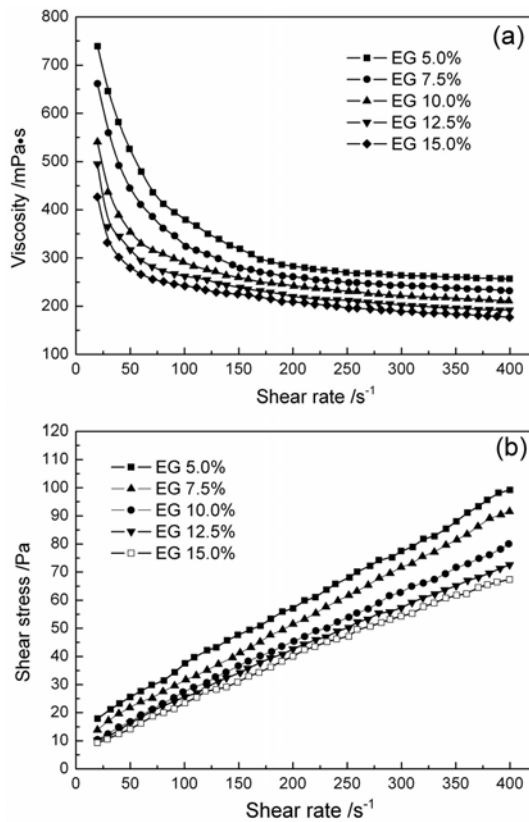 800
700
600
500
400
300
200
100
Viscosity /mPa•s
(a)
EG 5.0%
EG 7.5%
EG 10.0%
EG 12.5%
EG 15.0%
0 50 100 150 200 250 300 350 400
Shear rate /s⁻¹
120
110
100
90
80
70
60
50
40
30
20
10
0
Shear stress /Pa
(b)
EG 5.0%
EG 7.5%
EG 10.0%
EG 12.5%
EG 15.0%
0 50 100 150 200 250 300 350 400
Shear rate /s⁻¹